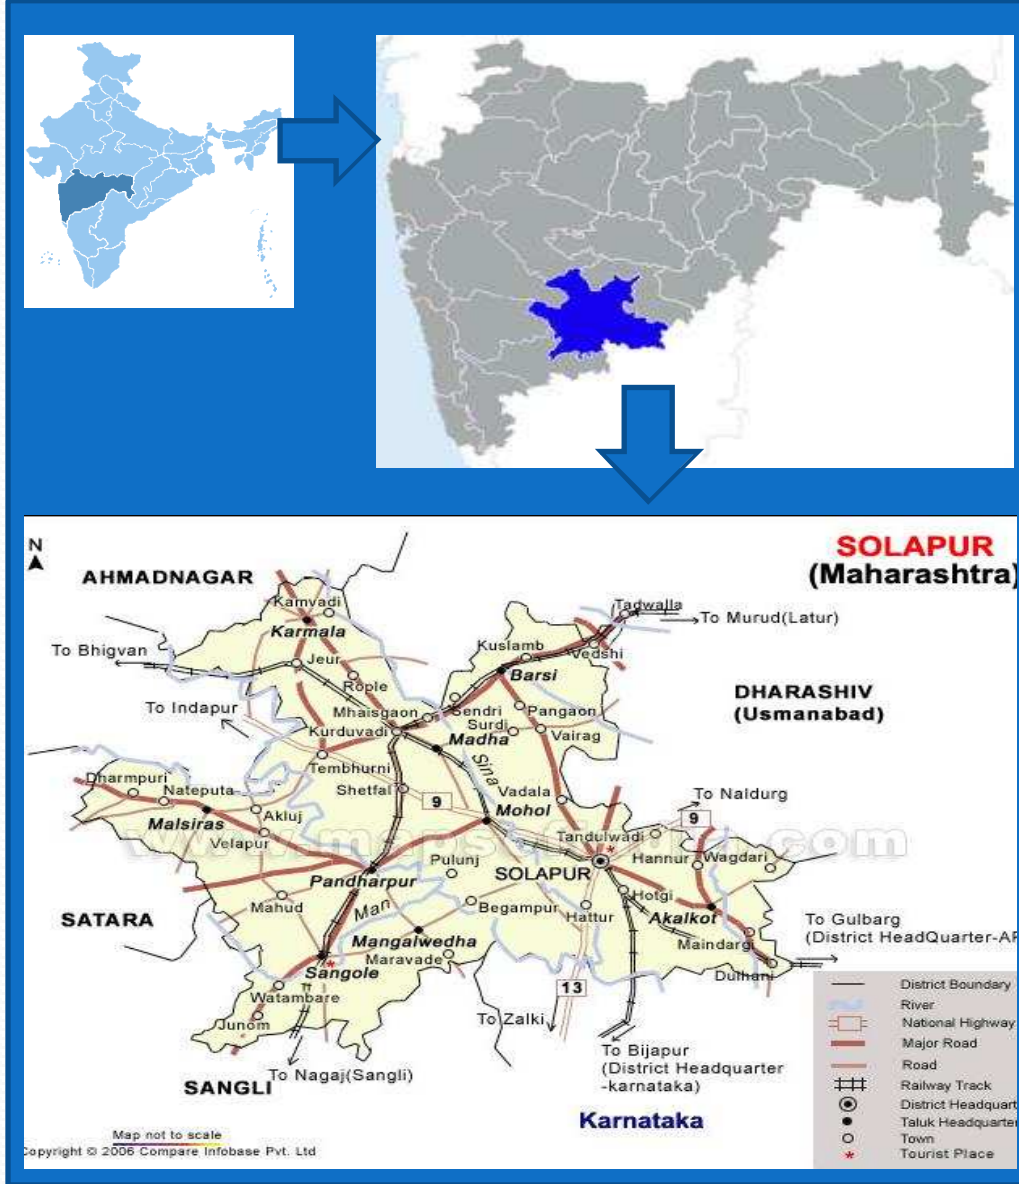 N
SOLAPUR
(Maharashtra)
AHMADNAGAR
Kamvadi
Karmala
Tadwalla
To Murud(Latur)
To Bhigvan
Jeur
Kuslamb
Vedshi
Barsi
Rople
DHARASHIV
(Usmanabad)
To Indapur
Mhaisgaon
Sendri
Pangaon
Surdi
Kurduvadi
Madha
Vairag
Sina
Tembhurni
Dharmpuri
Nateputa
Shetfal
9
Vadala
To Naldurg
Mohol
9
Akluj
Malsiras
Tandulwadi
Velapur
Hannur
Wagdari
Pulunj
SOLAPUR
Pandharpur
Hotgi
Mahud
Man
Begampur
Hattur
Akalkot
SATARA
To Gulbarg
(District HeadQuarter-AP
Mangalwedha
Maindargi
Maravade
Sangole
Dulhani
Watambare
13
Junom
To Zalki
To Bijapur
(District Headquarter
-karnataka)
To Nagaj(Sangli)
SANGLI
Karnataka
District Boundary
River
National Highway
Major Road
Road
Railway Track
District Headquart
Taluk Headquarter
Town
Tourist Place
Map not to scale
Copyright © 2006 Compare Infobase Pvt. Ltd